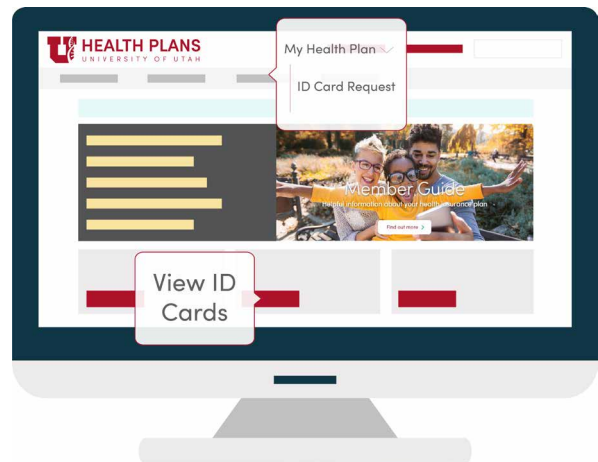 HEALTH PLANS
UNIVERSITY OF UTAH
My Health Plan
ID Card Request
Member Guide
Helpful information about your health insurance plan
Find out more >
View ID
Cards